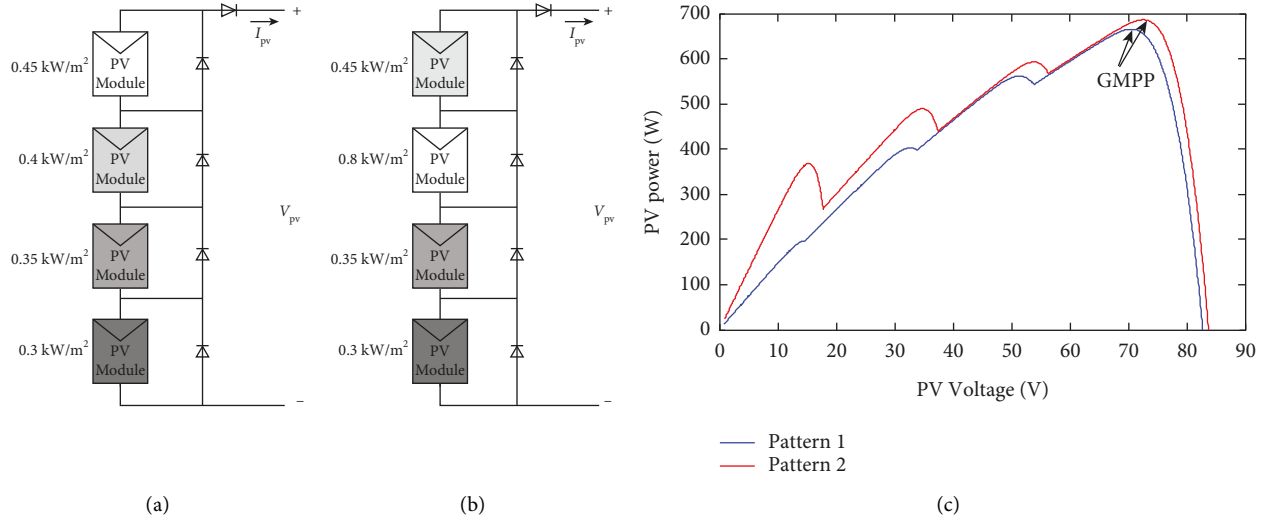 +
I pv
0.45 kW/m²
PV
Module
0.4 kW/m²
PV
Module
V pv
0.35 kW/m²
PV
Module
0.3 kW/m²
PV
Module
–
(a)
+
I pv
0.45 kW/m²
PV
Module
0.8 kW/m²
PV
Module
V pv
0.35 kW/m²
PV
Module
0.3 kW/m²
PV
Module
–
(b)
PV power (W)
700
600
500
400
300
200
100
0
GMPP
0 10 20 30 40 50 60 70 80 90
PV Voltage (V)
Pattern 1
Pattern 2
(c)